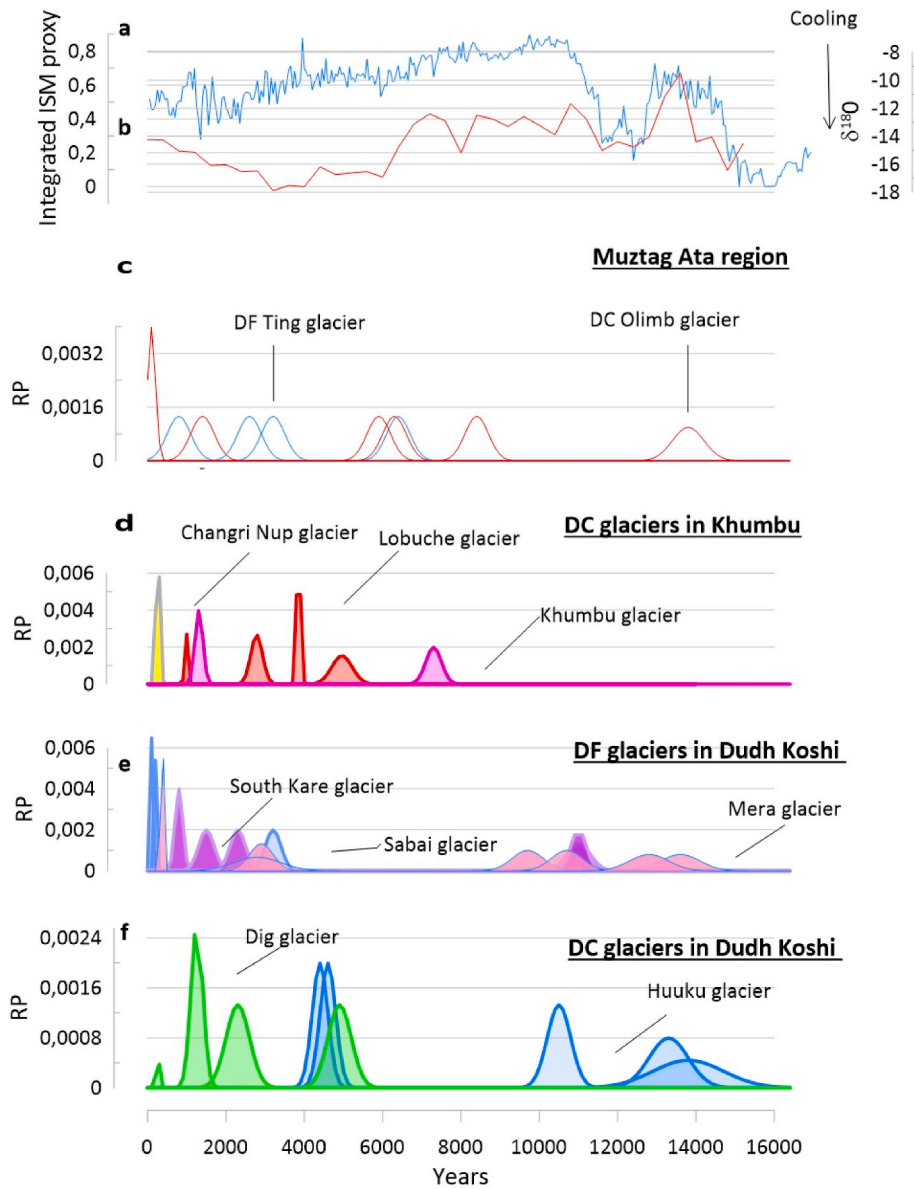 a
Cooling
Integrated ISM proxy
0,8
0,6
0,4
0,2
0
b
-8
-10
-12
-14
-16
-18
δ¹⁸O
c
Muztag Ata region
DF Ting glacier
DC Olimb glacier
RP
0,0032
0,0016
0
d
DC glaciers in Khumbu
Changri Nup glacier
Lobuche glacier
Khumbu glacier
RP
0,006
0,004
0,002
0
e
DF glaciers in Dudh Koshi
South Kare glacier
Sabai glacier
Mera glacier
RP
0,006
0,004
0,002
0
f
DC glaciers in Dudh Koshi
Dig glacier
Huuku glacier
RP
0,0024
0,0016
0,0008
0
0 2000 4000 6000 8000 10000 12000 14000 16000
Years